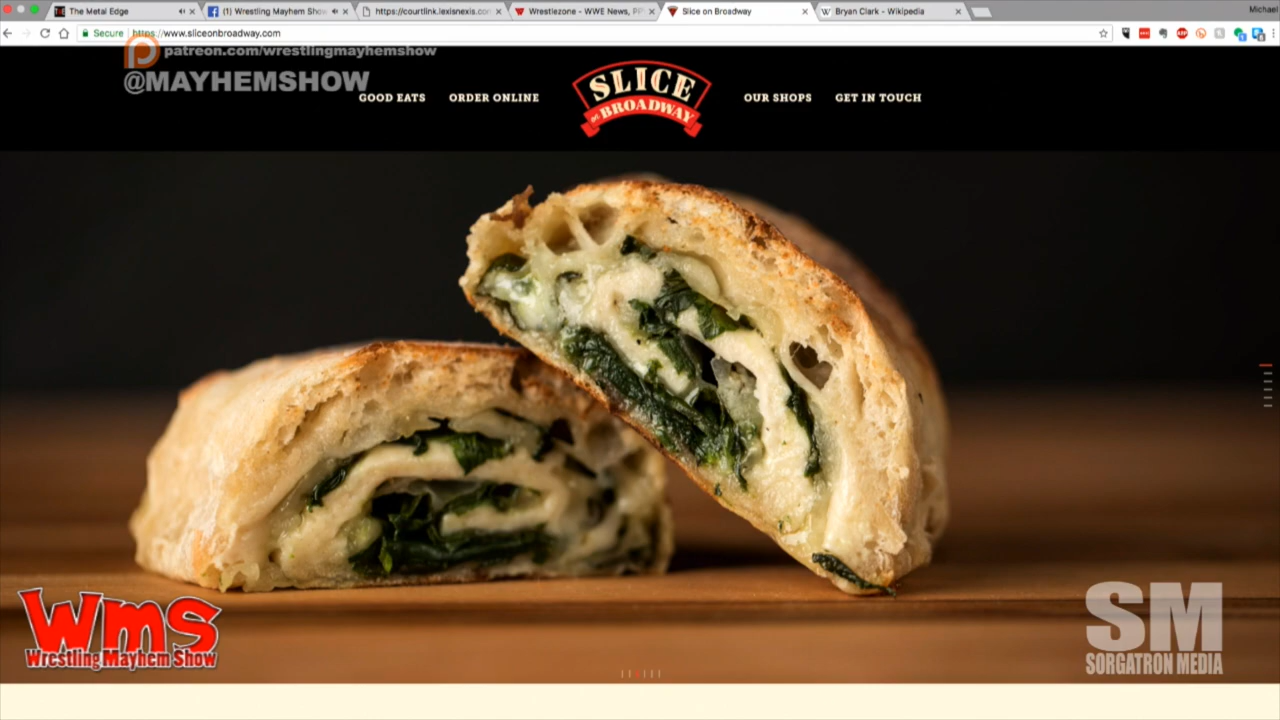 The Metal Edge
(1) Wrestling Mayhem Sho
https://courtlink.lexisnexis.co
Wrestlezone - WWE News, PP
Slice on Broadway
Bryan Clark - Wikipedia
Michael
Secure
https://www.sliceonbroadway.com
patreon.com/wrestlingmayhemshow
@MAYHEMSHOW
GOOD EATS
ORDER ONLINE
SLICE
on BROADWAY
OUR SHOPS
GET IN TOUCH
WMS
Wrestling Mayhem Show
SM
SORGATRON MEDIA